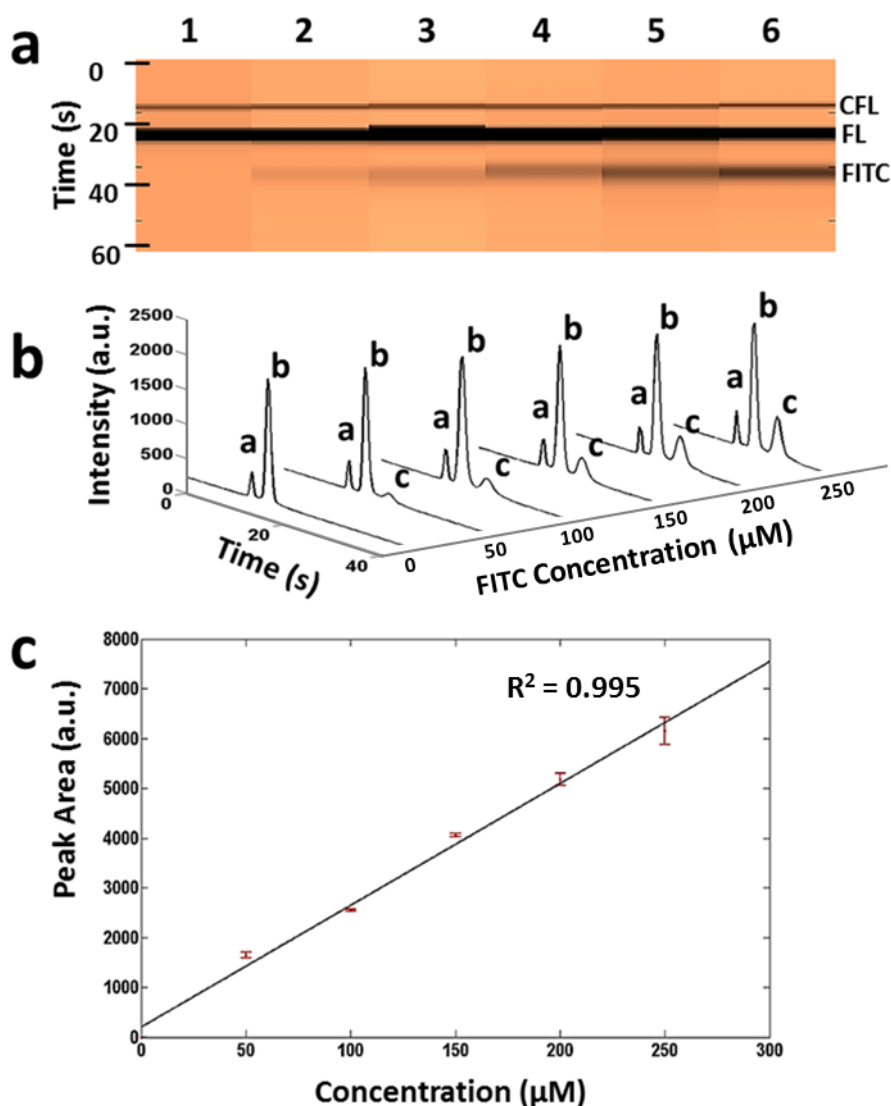 a
1 2 3 4 5 6
Time (s)
0
20
40
60
CFL
FL
FITC
b
Intensity (a.u.)
2500
2000
1500
1000
500
0
a b
a b c
a b c
a b c
a b c
a b c
0
20
40
Time (s)
0 50 100 150 200 250
FITC Concentration (μM)
c
Peak Area (a.u.)
8000
7000
6000
5000
4000
3000
2000
1000
0
R² = 0.995
0 50 100 150 200 250 300
Concentration (μM)